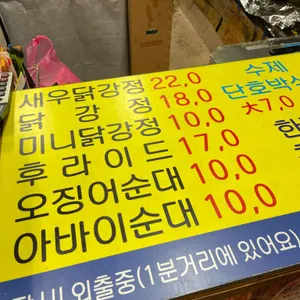 새우닭강정 22,0
닭 강 정 18,0
미니닭강정 10,0
후 라 이 드 17,0
오징어순대 10,0
아바이순대 10,0
수제
단호박식
大7,0
외출중(1분거리에 있어요)